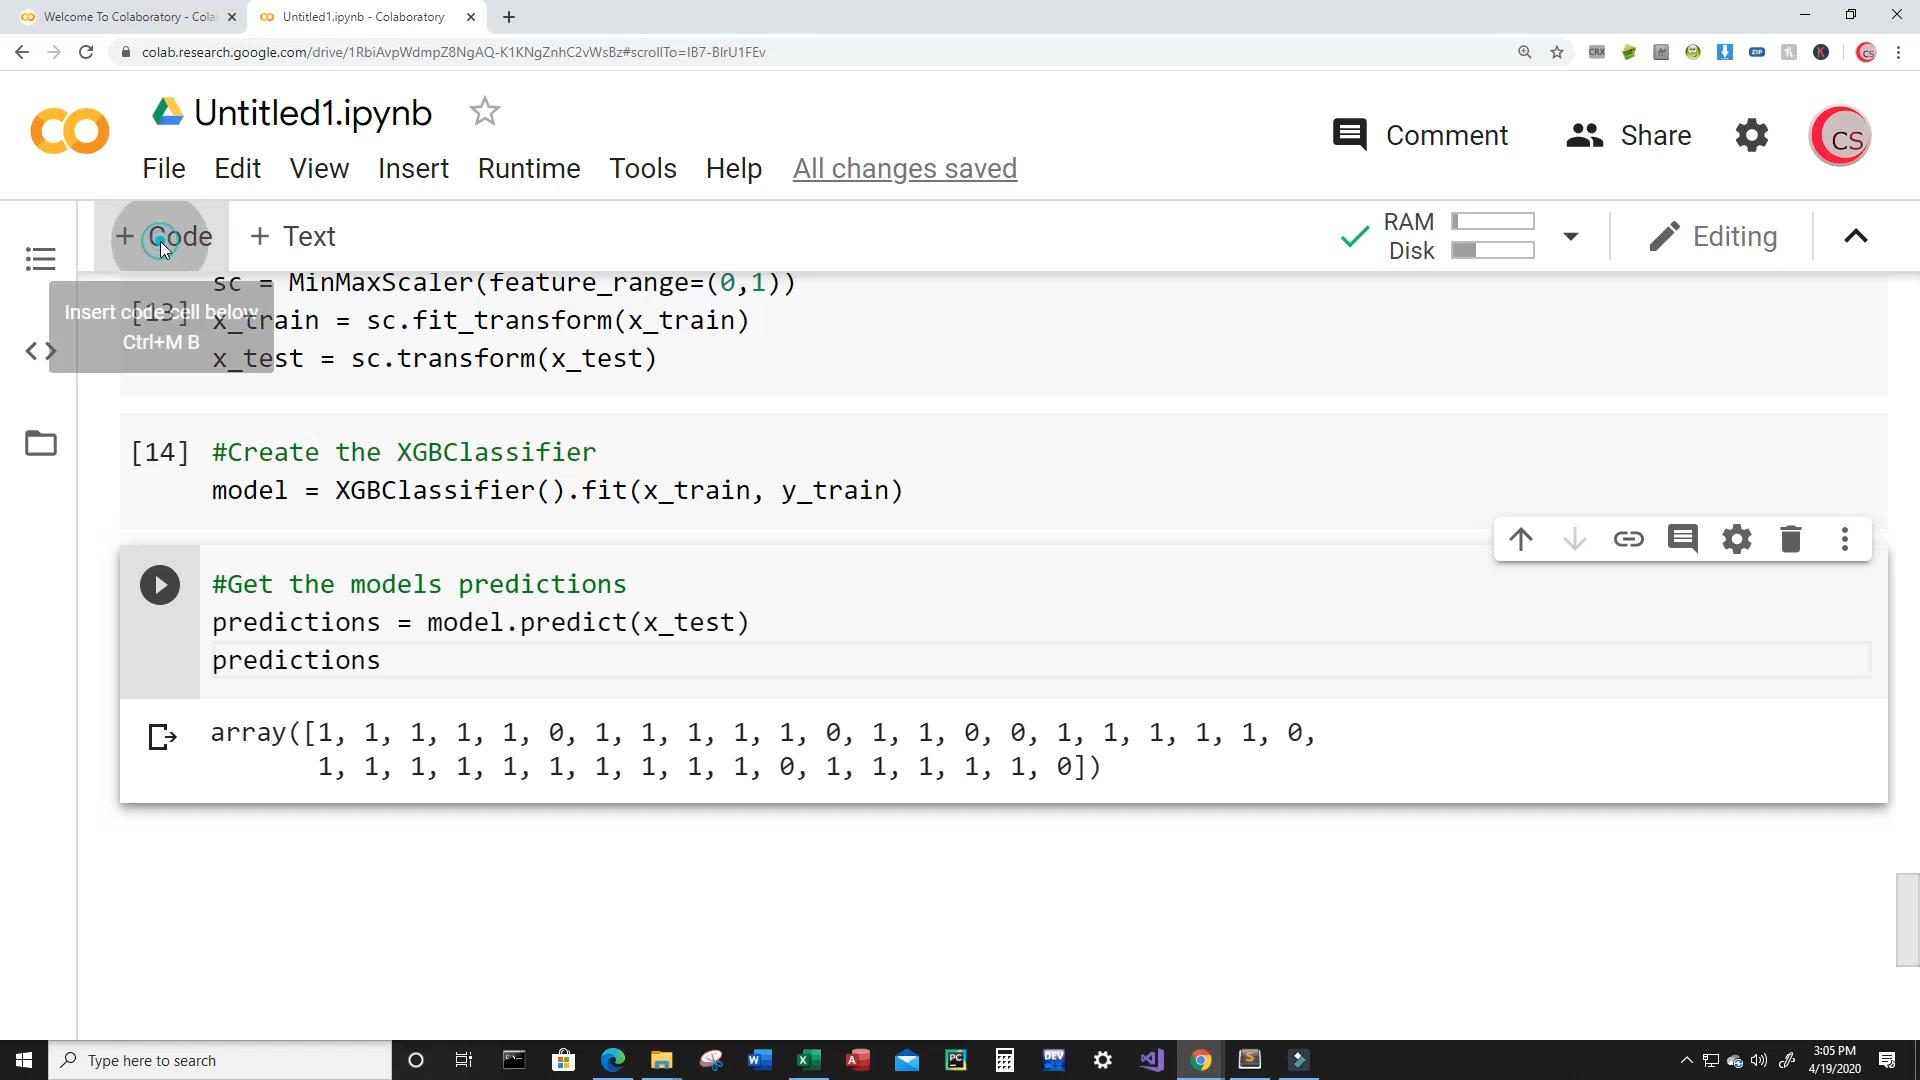 Welcome To Colaboratory - Cola
Untitled1.ipynb - Colaboratory
colab.research.google.com/drive/1RbiAvpWdmpZ8NgAQ-K1KNgZnhC2vWsBz#scrollTo=IB7-BlrU1FEv
CRX
ZIP
K
CS
Untitled1.ipynb
Comment
Share
CS
File Edit View Insert Runtime Tools Help All changes saved
+ Code + Text
RAM
Disk
Editing
sc = MinMaxScaler(feature_range=(0,1))
[13] x_train = sc.fit_transform(x_train)
x_test = sc.transform(x_test)
Insert code cell below
Ctrl+M B
[14] #Create the XGBClassifier
model = XGBClassifier().fit(x_train, y_train)
#Get the models predictions
predictions = model.predict(x_test)
predictions
array([1, 1, 1, 1, 1, 0, 1, 1, 1, 1, 1, 0, 1, 1, 0, 0, 1, 1, 1, 1, 1, 0,
1, 1, 1, 1, 1, 1, 1, 1, 1, 1, 0, 1, 1, 1, 1, 1, 0])
Type here to search
PC
DEV
3:05 PM
4/19/2020